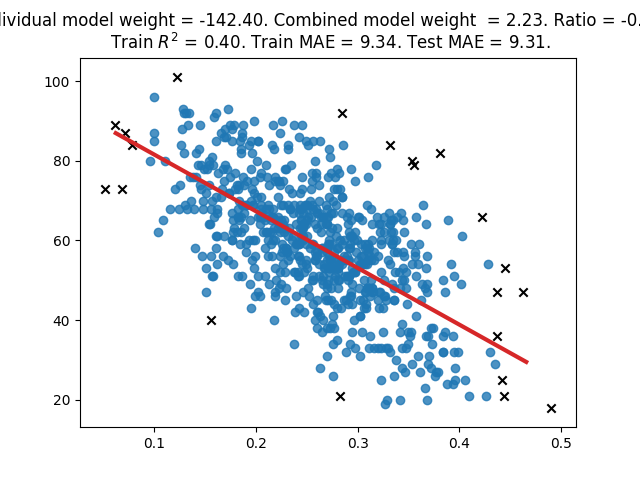 model weight = -142.40. Combined model weight = 2.23. Ratio = -0.
Train R² = 0.40. Train MAE = 9.34. Test MAE = 9.31.
100
80
60
40
20
0.1 0.2 0.3 0.4 0.5